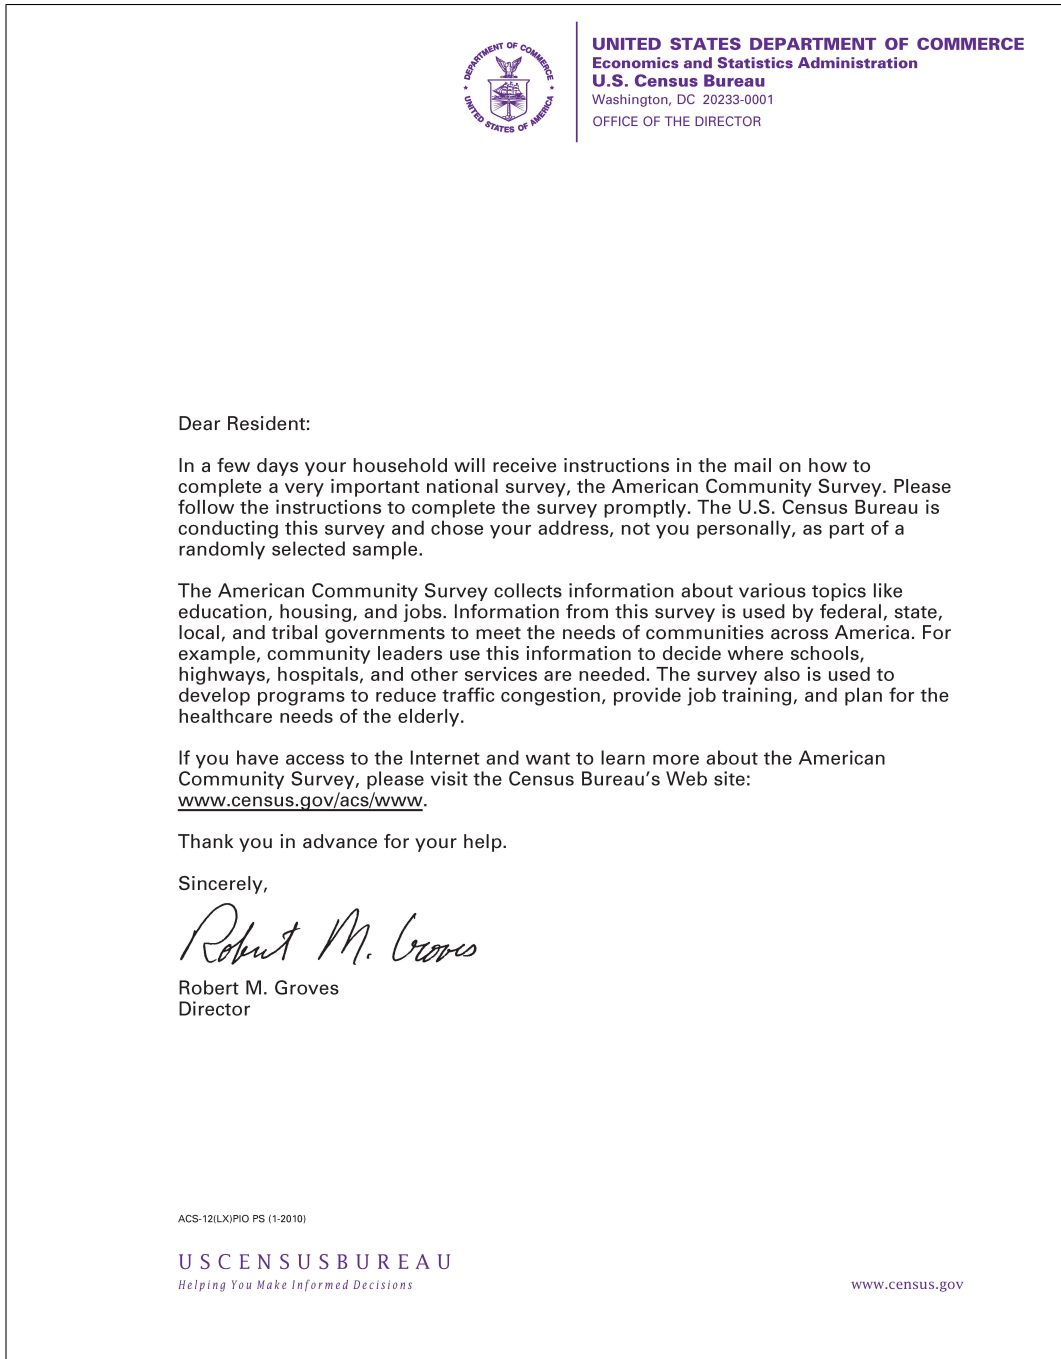 DEPARTMENT OF COMMERCE
UNITED STATES OF AMERICA
UNITED STATES DEPARTMENT OF COMMERCE
Economics and Statistics Administration
U.S. Census Bureau
Washington, DC 20233-0001
OFFICE OF THE DIRECTOR
Dear Resident:
In a few days your household will receive instructions in the mail on how to
complete a very important national survey, the American Community Survey. Please
follow the instructions to complete the survey promptly. The U.S. Census Bureau is
conducting this survey and chose your address, not you personally, as part of a
randomly selected sample.
The American Community Survey collects information about various topics like
education, housing, and jobs. Information from this survey is used by federal, state,
local, and tribal governments to meet the needs of communities across America. For
example, community leaders use this information to decide where schools,
highways, hospitals, and other services are needed. The survey also is used to
develop programs to reduce traffic congestion, provide job training, and plan for the
healthcare needs of the elderly.
If you have access to the Internet and want to learn more about the American
Community Survey, please visit the Census Bureau's Web site:
www.census.gov/acs/www.
Thank you in advance for your help.
Sincerely,
Robert M. Groves
Robert M. Groves
Director
ACS-12(LX)PIO PS (1-2010)
USCENSUSBUREAU
Helping You Make Informed Decisions
www.census.gov